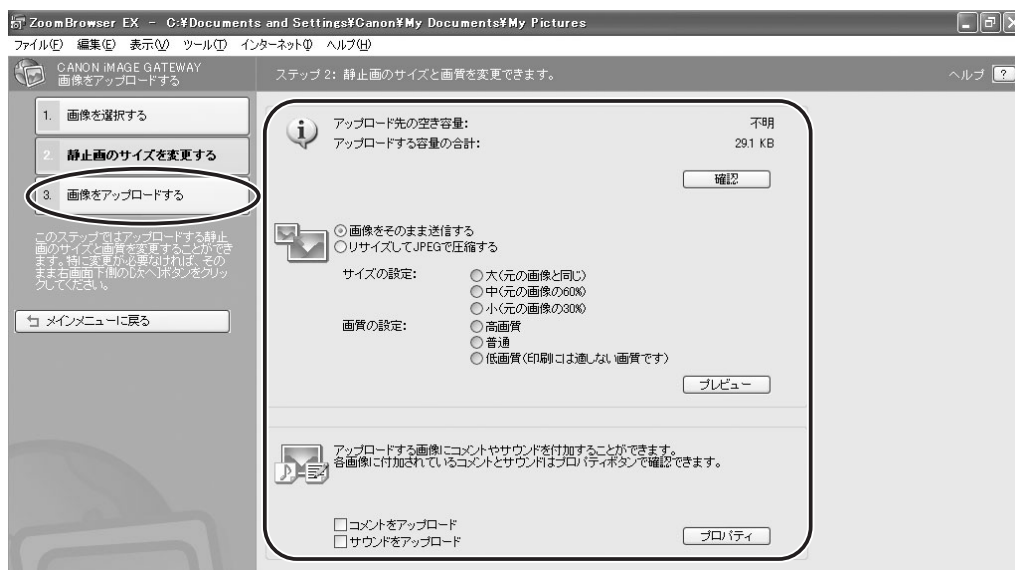 ZoomBrowser EX - C:¥Documents and Settings¥Canon¥My Documents¥My Pictures
ファイル(F) 編集(E) 表示(V) ツール(T) インターネット(I) ヘルプ(H)
CANON iMAGE GATEWAY
画像をアップロードする
ステップ 2: 静止画のサイズと画質を変更できます。
ヘルプ ?
1. 画像を選択する
2. 静止画のサイズを変更する
3. 画像をアップロードする
このステップではアップロードする静止
画のサイズと画質を変更することができ
ます。特に変更が必要なければ、その
まま右画面下側の[次へ]ボタンをクリッ
クしてください。
メインメニューに戻る
アップロード先の空き容量: 不明
アップロードする容量の合計: 29.1 KB
確認
画像をそのまま送信する
リサイズしてJPEGで圧縮する
サイズの設定: 大(元の画像と同じ)
中(元の画像の60%)
小(元の画像の30%)
画質の設定: 高画質
普通
低画質(印刷には適しない画質です)
プレビュー
アップロードする画像にコメントやサウンドを付加することができます。
各画像に付加されているコメントとサウンドはプロパティボタンで確認できます。
コメントをアップロード
サウンドをアップロード
プロパティ